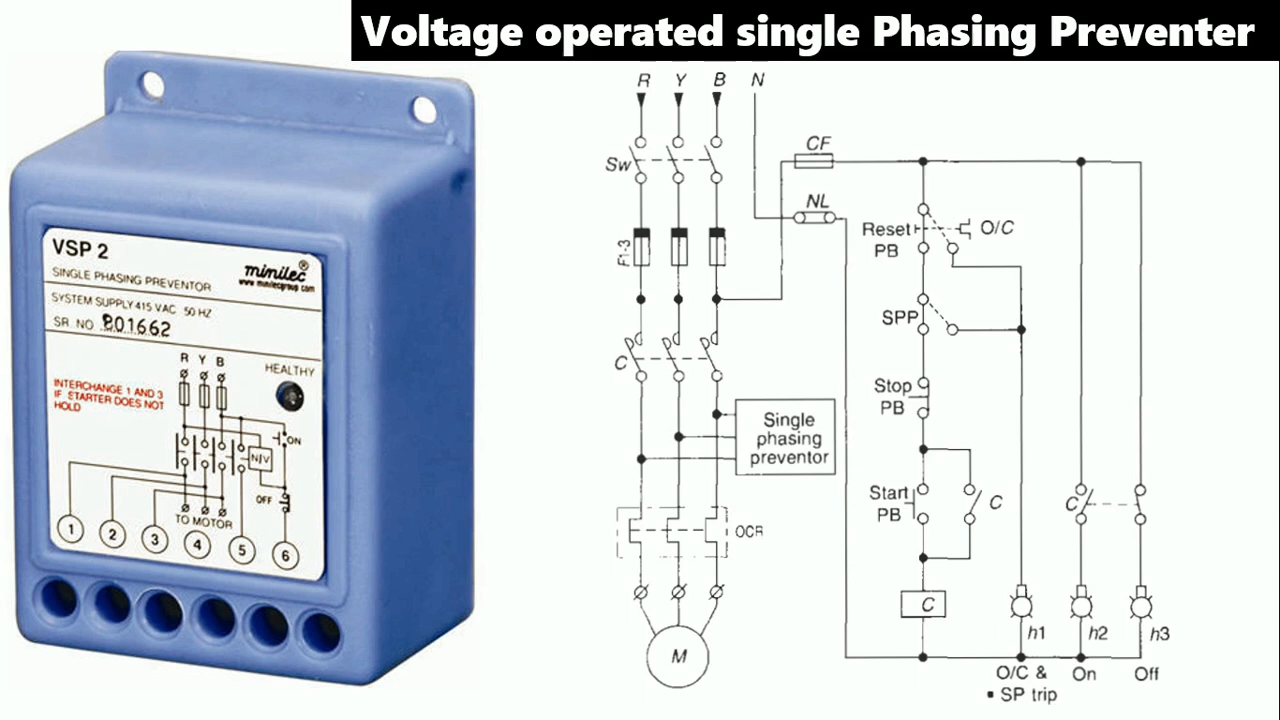 Voltage operated single Phasing Preventer
VSP 2
minilec®
www.minilecgroup.com
SINGLE PHASING PREVENTOR
SYSTEM SUPPLY 415 VAC 50 HZ
SR. NO. 801662
R Y B
HEALTHY
INTERCHANGE 1 AND 3
IF STARTER DOES NOT
HOLD
ON
N/V
OFF
TO MOTOR
1 2 3 4 5 6
R Y B N
CF
Sw
NL
Reset
PB
O/C
F1-3
SPP
C
Stop
PB
Single
phasing
preventor
Start
PB
C
C
OCR
C
h1
h2
h3
M
O/C &
SP trip
On
Off